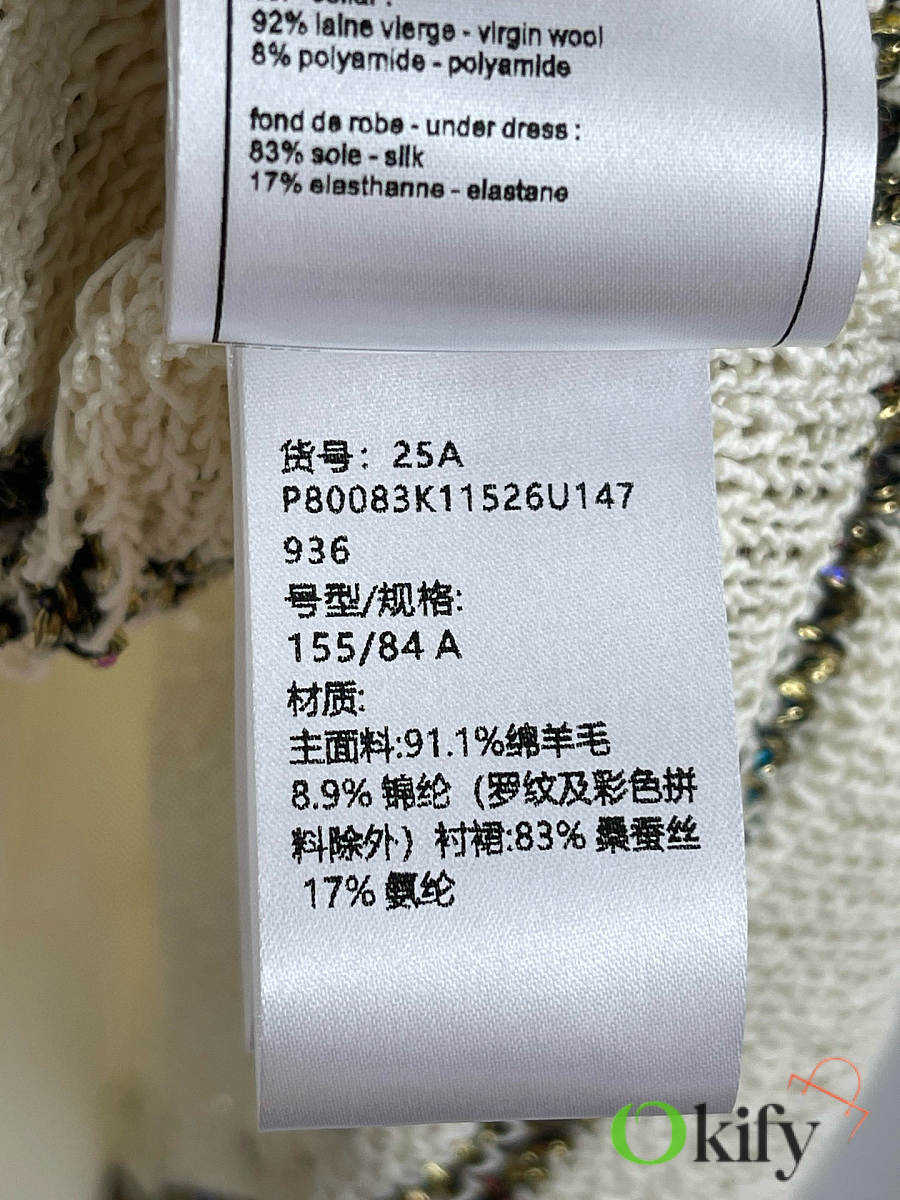 col - collar :
92% laine vierge - virgin wool
8% polyamide - polyamide
fond de robe - under dress :
83% soie - silk
17% elasthanne - elastane
货号: 25A
P80083K11526U147
936
号型/规格:
155/84 A
材质:
主面料:91.1%绵羊毛
8.9% 锦纶（罗纹及彩色拼
料除外）衬裙:83% 桑蚕丝
17% 氨纶
Okify